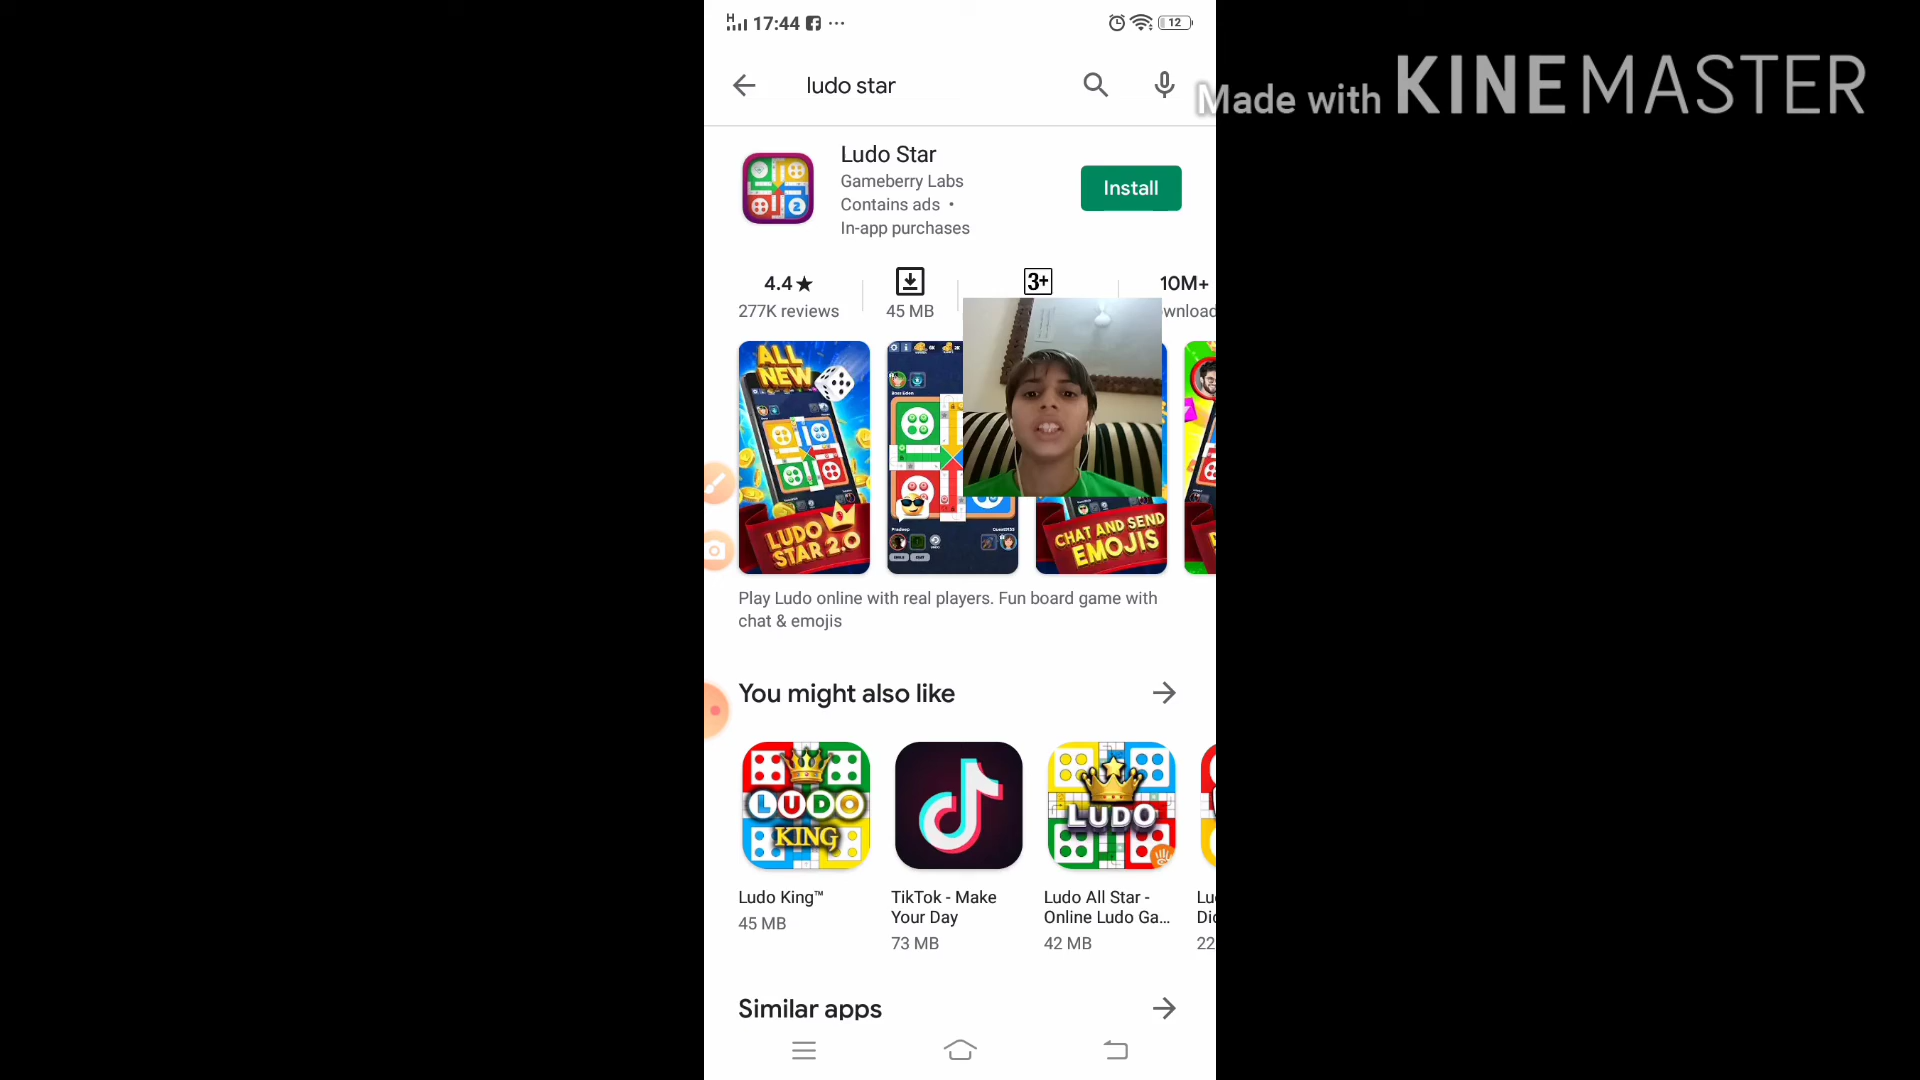 H 17:44 12
ludo star
Made with KINEMASTER
Ludo Star
Gameberry Labs
Contains ads •
In-app purchases
Install
4.4★
277K reviews
45 MB
3+
10M+
wnload
ALL
NEW
LUDO
STAR 2.0
CHAT AND SEND
EMOJIS
Play Ludo online with real players. Fun board game with
chat & emojis
You might also like
LUDO
KING
LUDO
Ludo King™
45 MB
TikTok - Make
Your Day
73 MB
Ludo All Star -
Online Ludo Ga...
42 MB
Lu
Dic
22
Similar apps